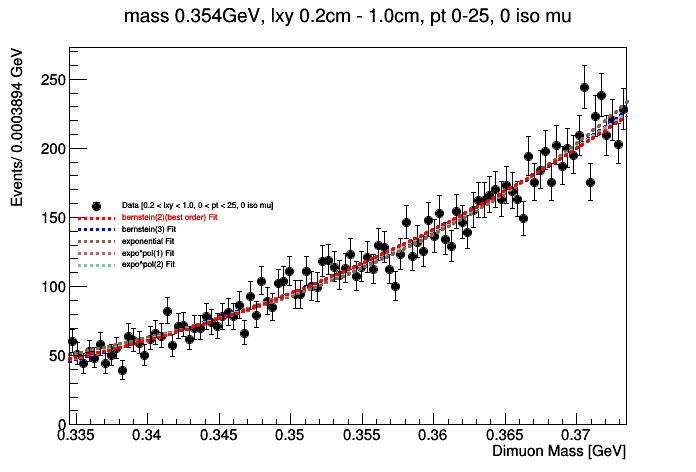 mass 0.354GeV, lxy 0.2cm - 1.0cm, pt 0-25, 0 iso mu
Events/ 0.0003894 GeV
250
200
150
100
50
0
Data [0.2 < lxy < 1.0, 0 < pt < 25, 0 iso mu]
bernstein(2)(best order) Fit
bernstein(3) Fit
exponential Fit
expo*pol(1) Fit
expo*pol(2) Fit
0.335 0.34 0.345 0.35 0.355 0.36 0.365 0.37
Dimuon Mass [GeV]